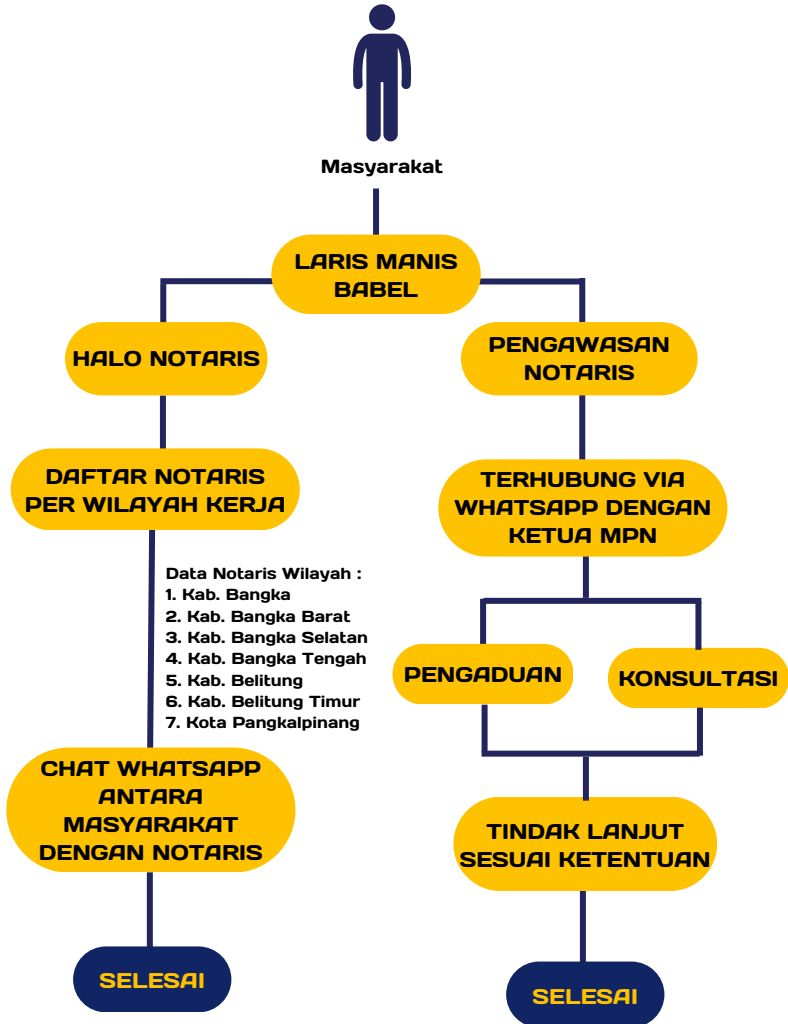 Masyarakat
LARIS MANIS
BABEL
HALO NOTARIS
PENGAWASAN
NOTARIS
DAFTAR NOTARIS
PER WILAYAH KERJA
TERHUBUNG VIA
WHATSAPP DENGAN
KETUA MPN
Data Notaris Wilayah :
1. Kab. Bangka
2. Kab. Bangka Barat
3. Kab. Bangka Selatan
4. Kab. Bangka Tengah
5. Kab. Belitung
6. Kab. Belitung Timur
7. Kota Pangkalpinang
PENGADUAN
KONSULTASI
CHAT WHATSAPP
ANTARA
MASYARAKAT
DENGAN NOTARIS
TINDAK LANJUT
SESUAI KETENTUAN
SELESAI
SELESAI